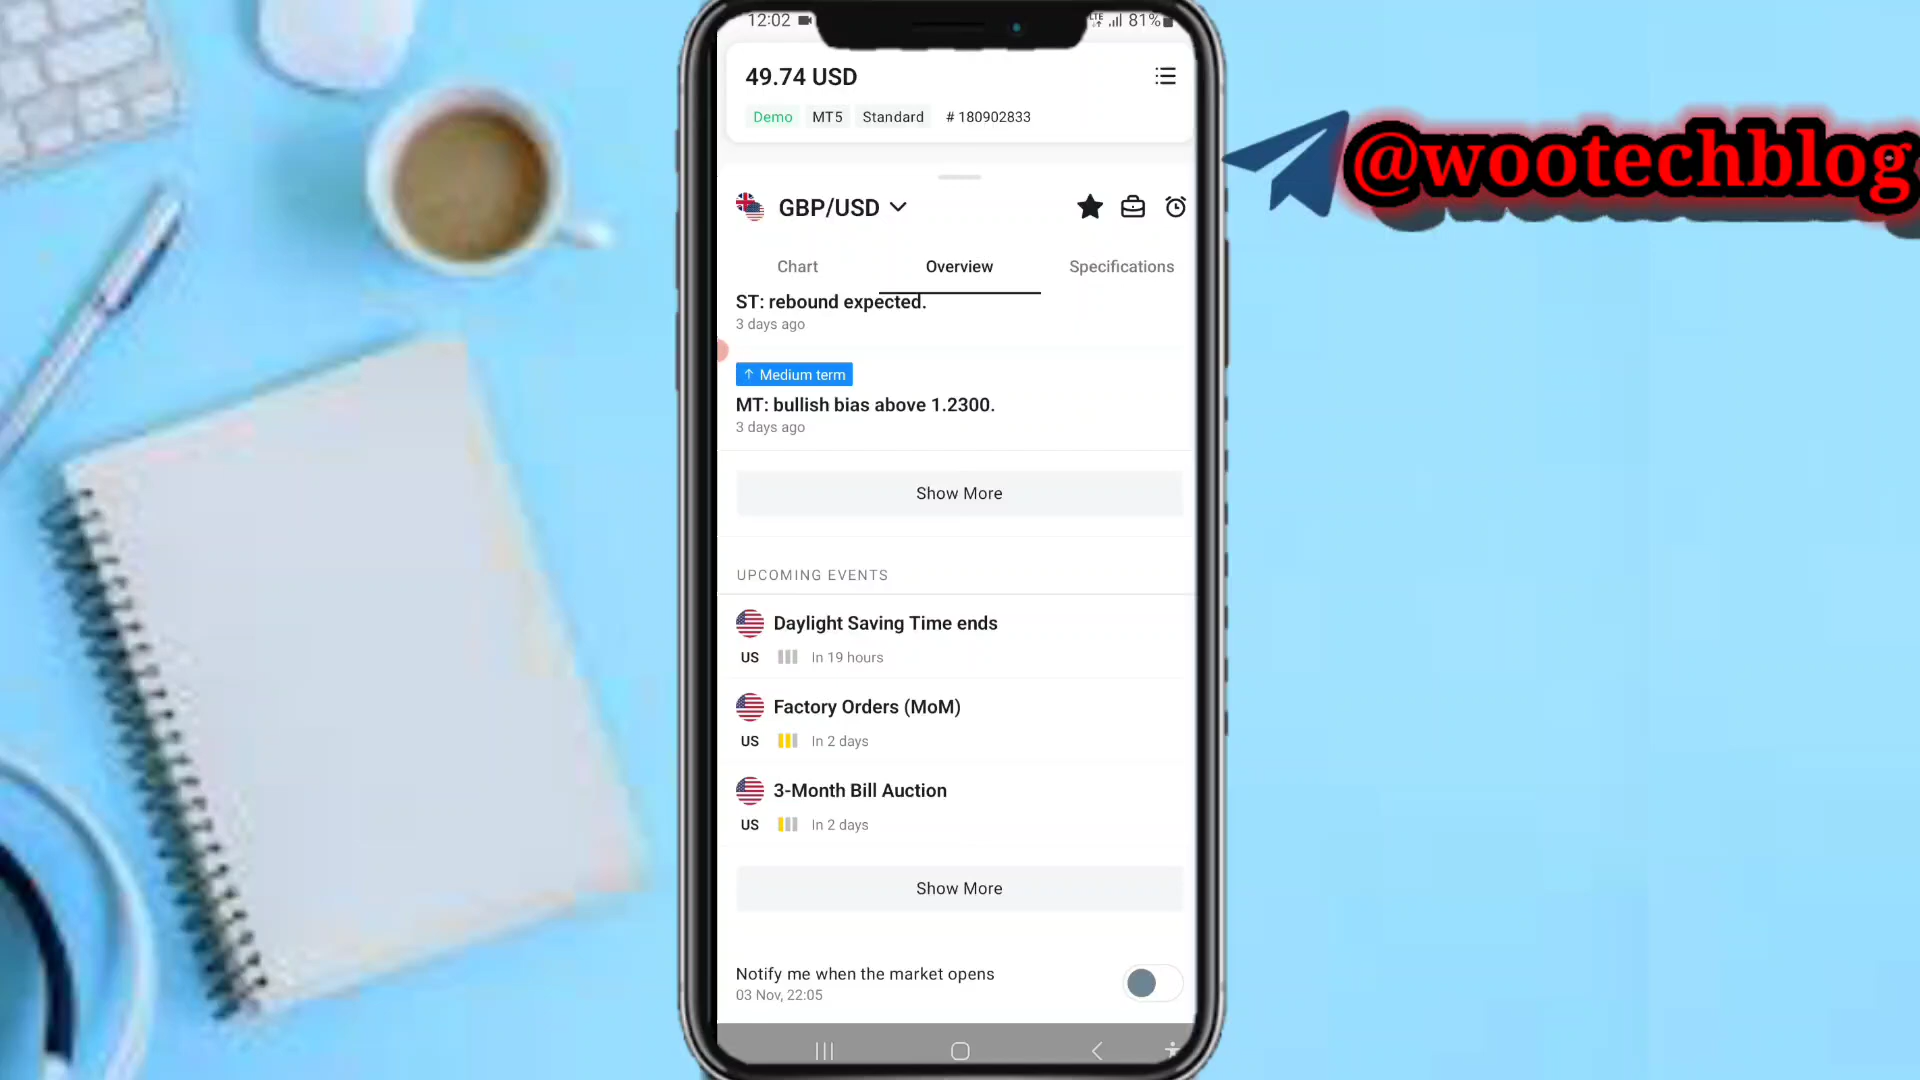 12:02
LTE 81%
49.74 USD
Demo MT5 Standard # 180902833
GBP/USD
Chart Overview Specifications
ST: rebound expected.
3 days ago
↑ Medium term
MT: bullish bias above 1.2300.
3 days ago
Show More
UPCOMING EVENTS
Daylight Saving Time ends
US In 19 hours
Factory Orders (MoM)
US In 2 days
3-Month Bill Auction
US In 2 days
Show More
Notify me when the market opens
03 Nov, 22:05
@wootechblog